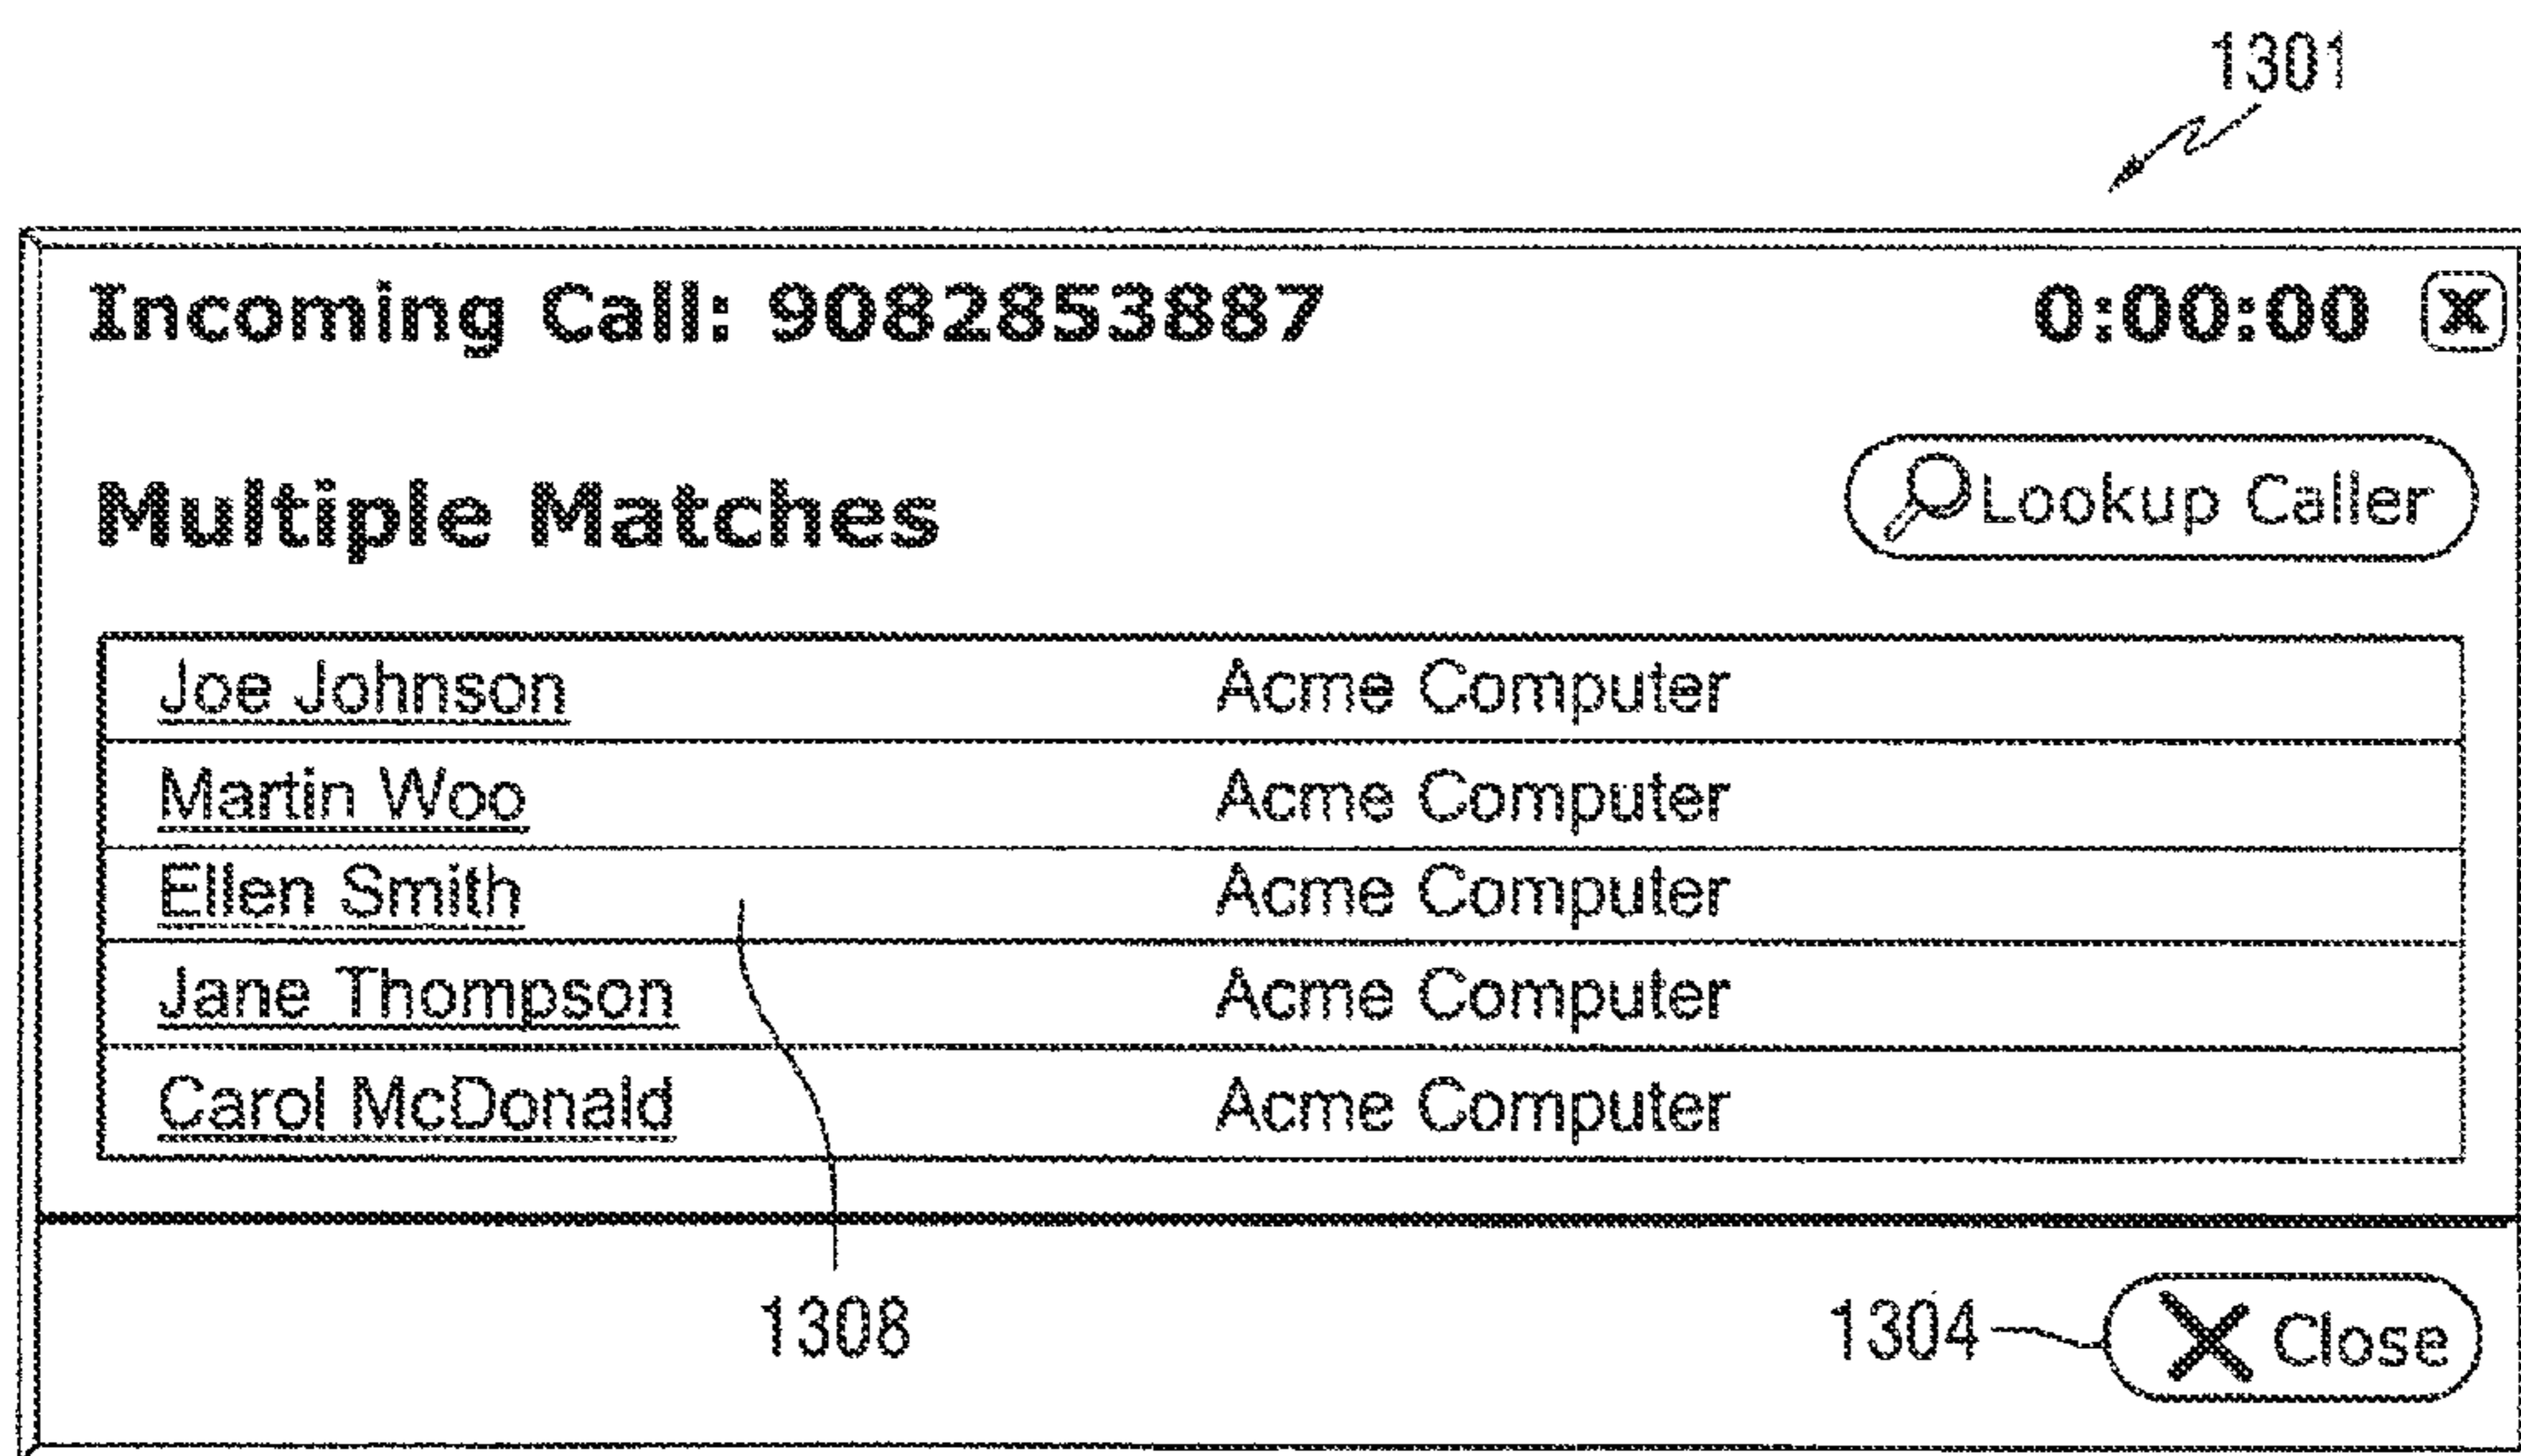 1301
Incoming Call: 9082853887 0:00:00 X
Multiple Matches Lookup Caller
Joe Johnson Acme Computer
Martin Woo Acme Computer
Ellen Smith Acme Computer
Jane Thompson Acme Computer
Carol McDonald Acme Computer
1308 1304 Close